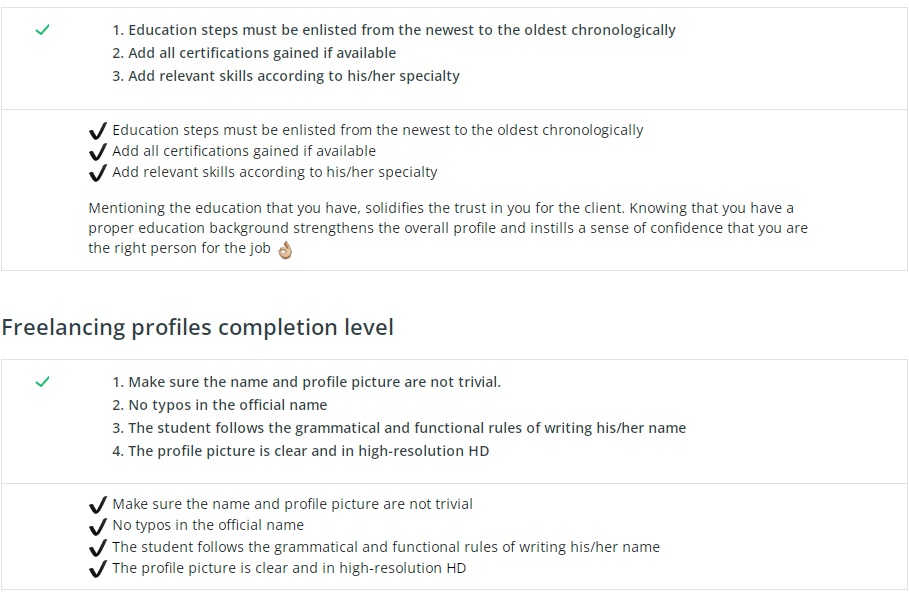 1. Education steps must be enlisted from the newest to the oldest chronologically
2. Add all certifications gained if available
3. Add relevant skills according to his/her specialty
Education steps must be enlisted from the newest to the oldest chronologically
Add all certifications gained if available
Add relevant skills according to his/her specialty
Mentioning the education that you have, solidifies the trust in you for the client. Knowing that you have a
proper education background strengthens the overall profile and instills a sense of confidence that you are
the right person for the job 👌🏼
Freelancing profiles completion level
1. Make sure the name and profile picture are not trivial.
2. No typos in the official name
3. The student follows the grammatical and functional rules of writing his/her name
4. The profile picture is clear and in high-resolution HD
Make sure the name and profile picture are not trivial
No typos in the official name
The student follows the grammatical and functional rules of writing his/her name
The profile picture is clear and in high-resolution HD